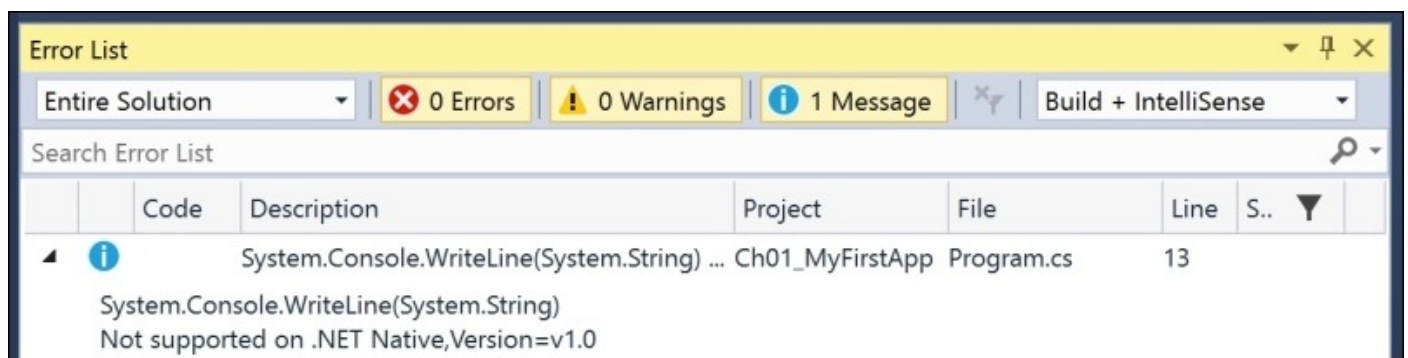 Error List
Entire Solution 0 Errors 0 Warnings 1 Message Build + IntelliSense
Search Error List
Code Description Project File Line S..
System.Console.WriteLine(System.String) ... Ch01_MyFirstApp Program.cs 13
System.Console.WriteLine(System.String)
Not supported on .NET Native,Version=v1.0